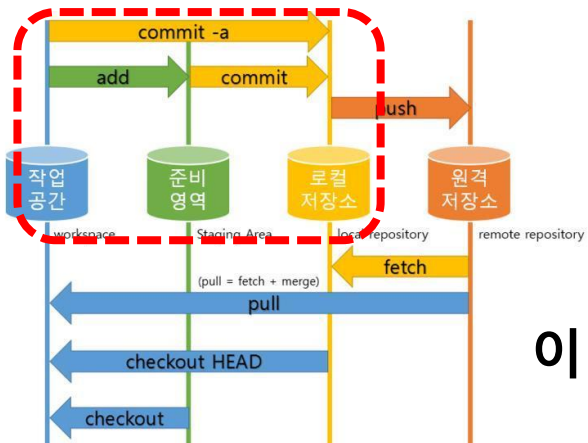 commit -a
add
commit
push
작업
공간
준비
영역
로컬
저장소
원격
저장소
workspace
Staging Area
local repository
remote repository
fetch
(pull = fetch + merge)
pull
이
checkout HEAD
checkout